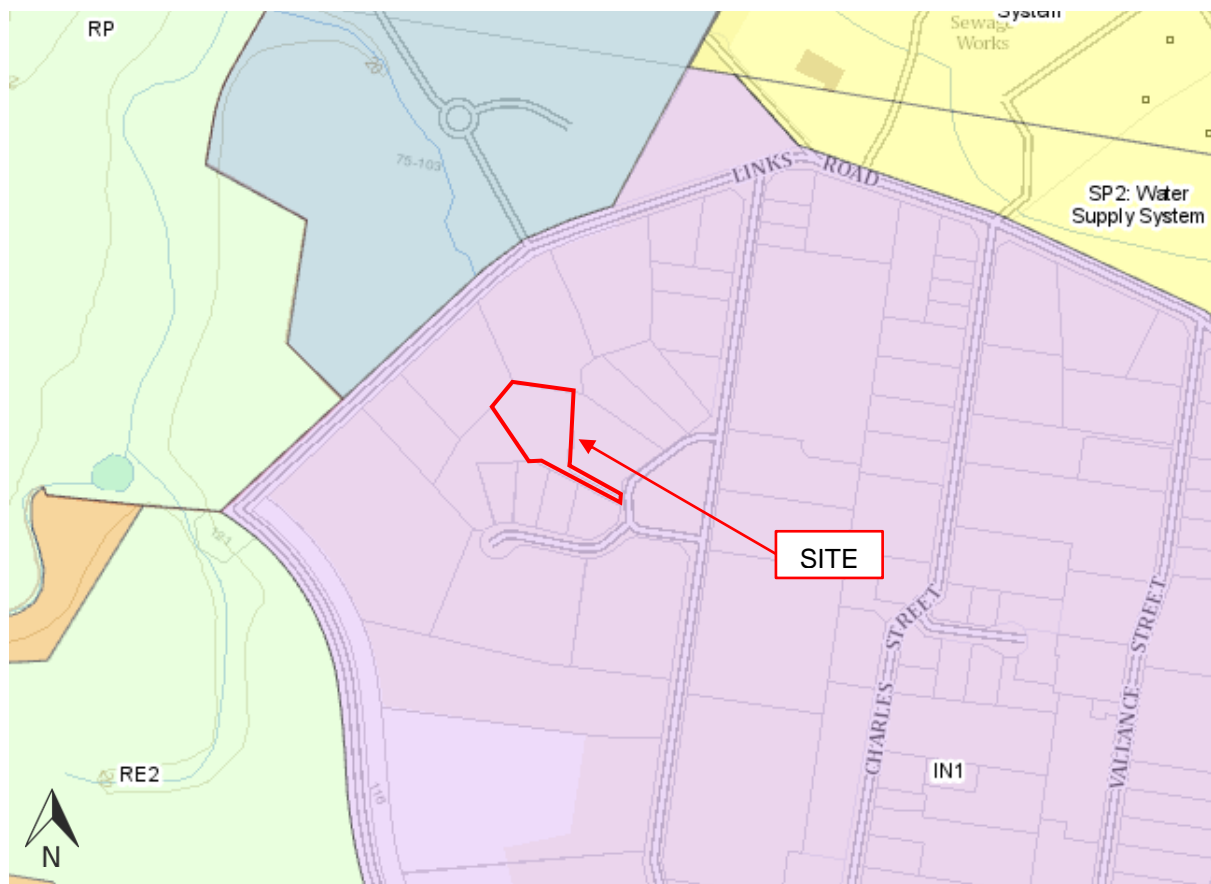 RP
System
Sewage
Works
75-103
LINKS ROAD
SP2: Water
Supply System
SITE
CHARLES STREET
VALLANCE STREET
RE2
IN1
116
N